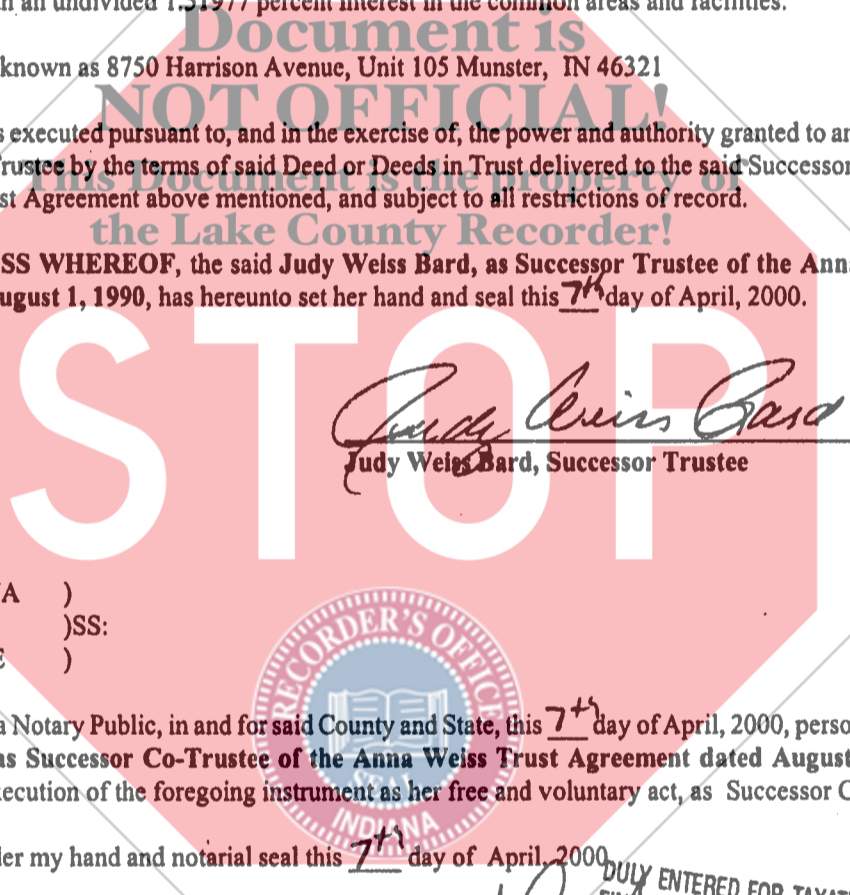 an undivided 1.31977 percent interest in the common areas and facilities.
Document is
known as 8750 Harrison Avenue, Unit 105 Munster, IN 46321
NOT OFFICIAL!
s executed pursuant to, and in the exercise of, the power and authority granted to an
rustee by the terms of said Deed or Deeds in Trust delivered to the said Successor
This Document is the property of
st Agreement above mentioned, and subject to all restrictions of record.
the Lake County Recorder!
SS WHEREOF, the said Judy Weiss Bard, as Successor Trustee of the Ann
ugust 1, 1990, has hereunto set her hand and seal this 7th day of April, 2000.
STOP
Judy Weiss Bard
Judy Weiss Bard, Successor Trustee
A )
)SS:
E )
RECORDER'S OFFICE
SEAL
INDIANA
a Notary Public, in and for said County and State, this 7th day of April, 2000, perso
as Successor Co-Trustee of the Anna Weiss Trust Agreement dated August
ecution of the foregoing instrument as her free and voluntary act, as Successor C
er my hand and notarial seal this 7th day of April, 2000.
DULY ENTERED FOR TAXAT